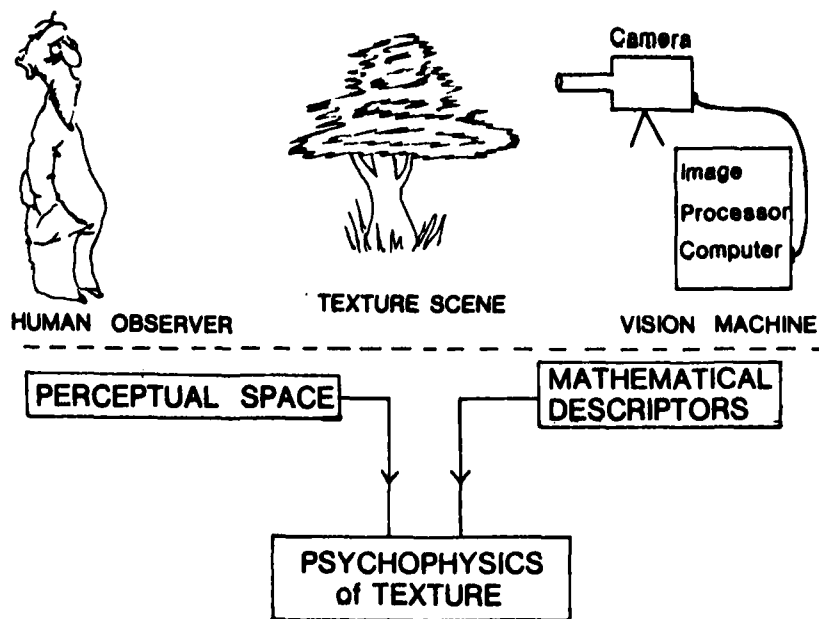 Camera
Image
Processor
Computer
HUMAN OBSERVER
TEXTURE SCENE
VISION MACHINE
PERCEPTUAL SPACE
MATHEMATICAL
DESCRIPTORS
PSYCHOPHYSICS
of TEXTURE